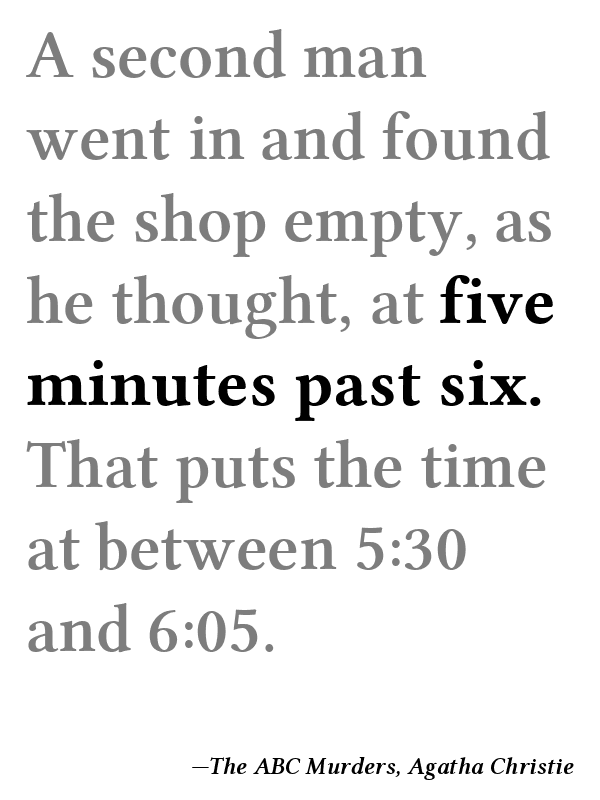 A second man
went in and found
the shop empty, as
he thought, at five
minutes past six.
That puts the time
at between 5:30
and 6:05.
—The ABC Murders, Agatha Christie